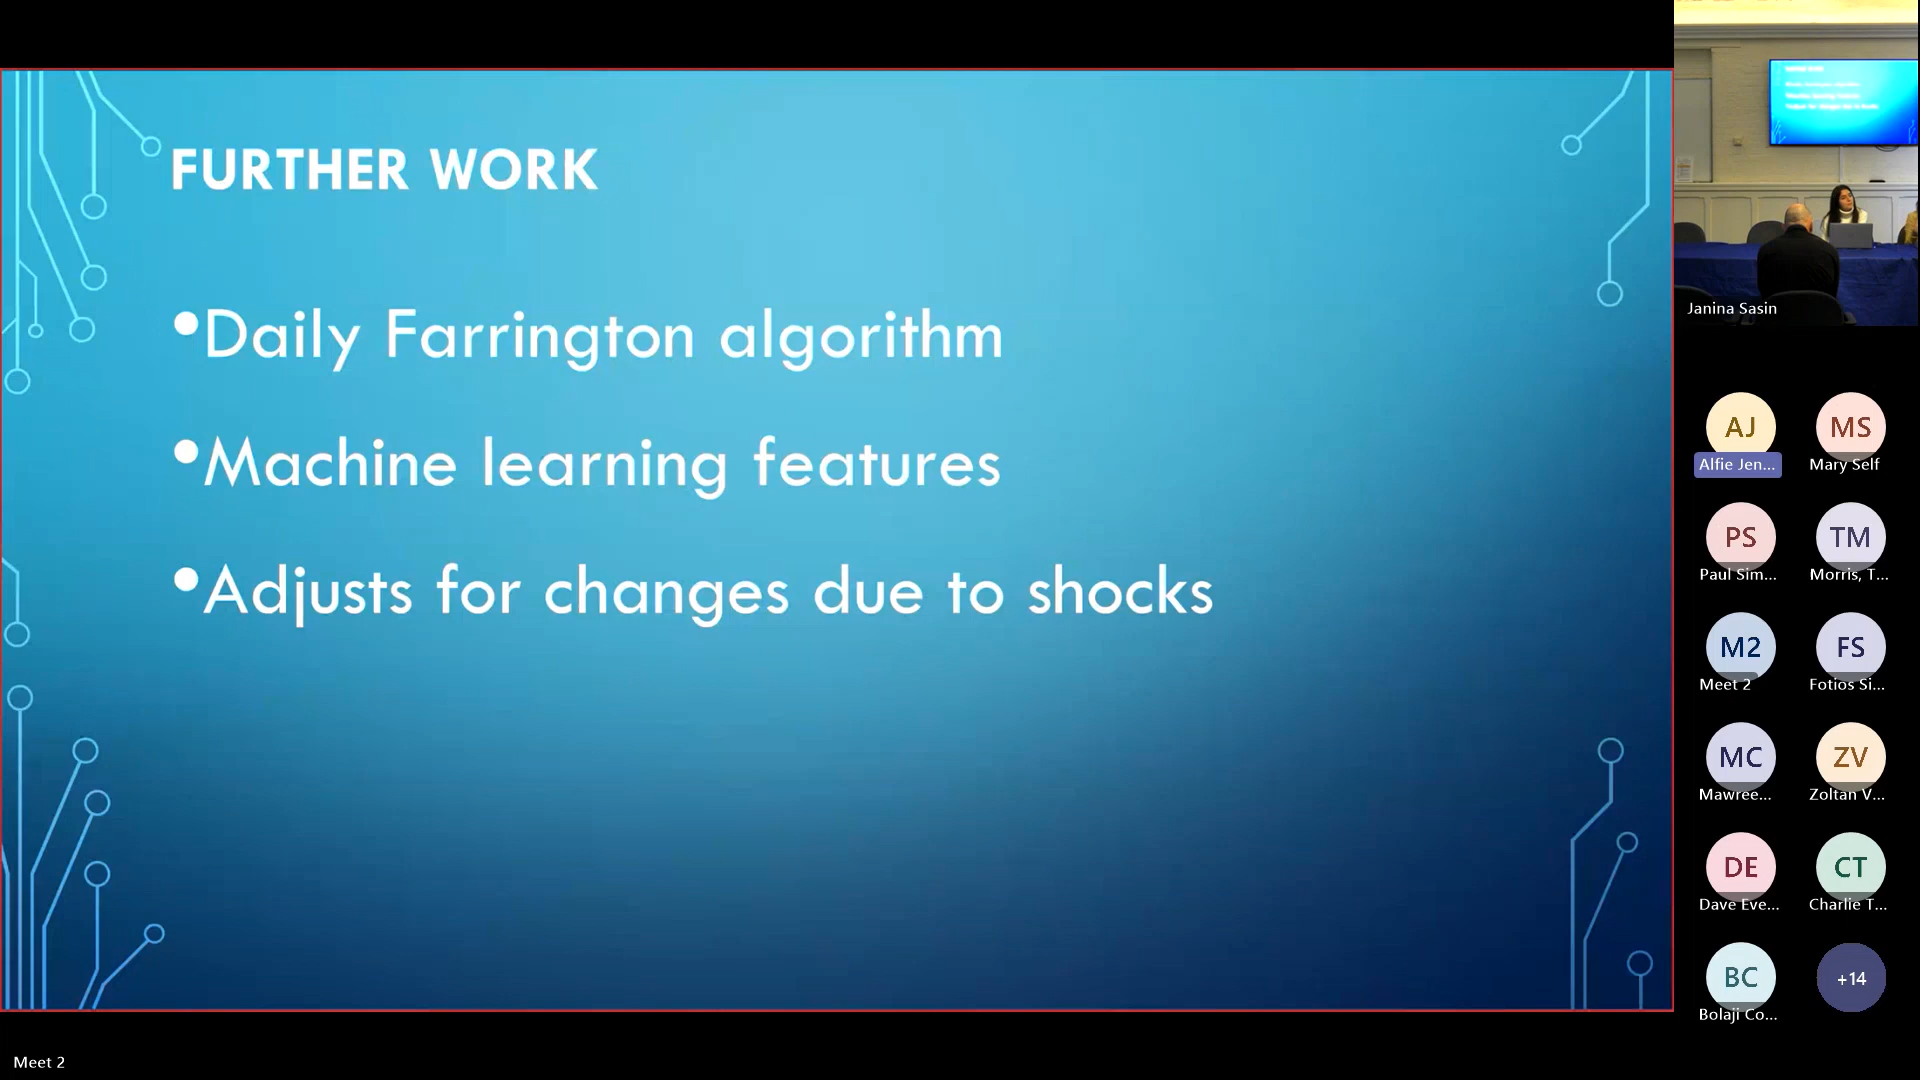 FURTHER WORK
•Daily Farrington algorithm
•Machine learning features
•Adjusts for changes due to shocks
Janina Sasin
AJ
MS
Alfie Jen...
Mary Self
PS
TM
Paul Sim...
Morris, T...
M2
FS
Meet 2
Fotios Si...
MC
ZV
Mawree...
Zoltan V...
DE
CT
Dave Eve...
Charlie T...
BC
+14
Bolaji Co...
Meet 2